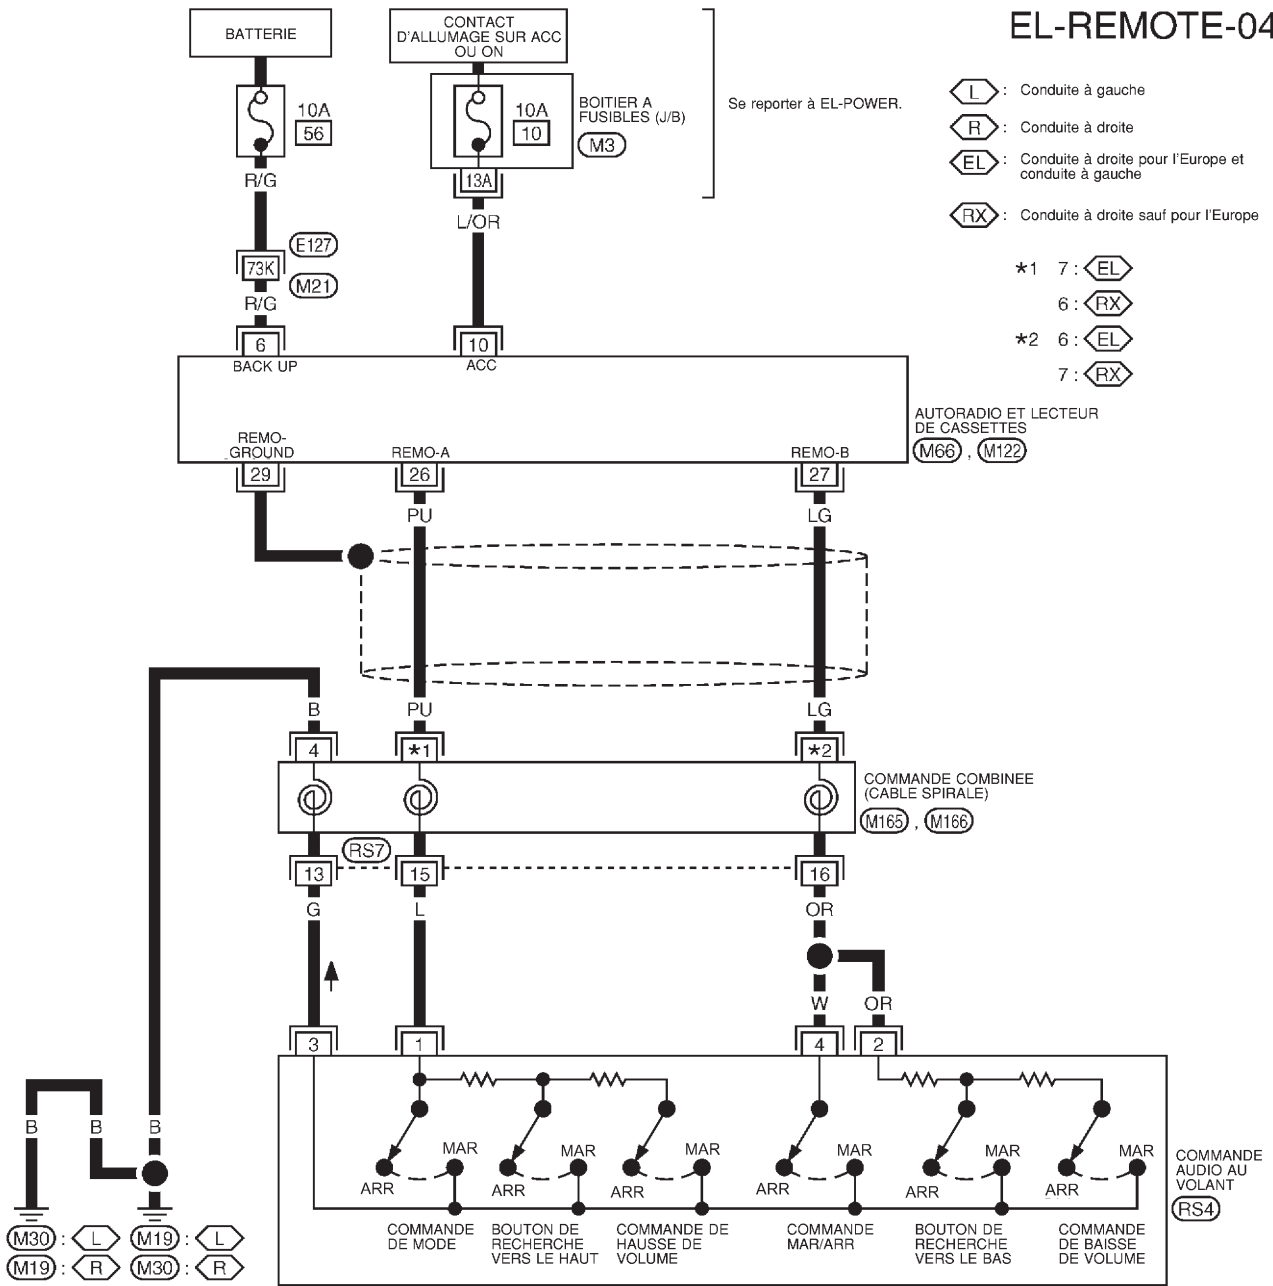 EL-REMOTE-04
BATTERIE
CONTACT
D'ALLUMAGE SUR ACC
OU ON
10A
56
10A
10
BOITIER A
FUSIBLES (J/B)
M3
Se reporter à EL-POWER.
L : Conduite à gauche
R : Conduite à droite
EL : Conduite à droite pour l'Europe et
conduite à gauche
RX : Conduite à droite sauf pour l'Europe
R/G
13A
L/OR
E127
73K
M21
R/G
*1 7 : EL
6 : RX
*2 6 : EL
7 : RX
6
10
BACK UP
ACC
AUTORADIO ET LECTEUR
DE CASSETTES
M66 , M122
REMO-
GROUND
REMO-A
REMO-B
29
26
27
PU
LG
B
PU
LG
4
*1
*2
COMMANDE COMBINEE
(CABLE SPIRALE)
M165 , M166
RS7
13
15
16
G
L
OR
W
OR
3
1
4
2
B
B
B
MAR
MAR
MAR
MAR
MAR
MAR
ARR
ARR
ARR
ARR
ARR
ARR
COMMANDE
AUDIO AU
VOLANT
RS4
COMMANDE
DE MODE
BOUTON DE
RECHERCHE
VERS LE HAUT
COMMANDE DE
HAUSSE DE
VOLUME
COMMANDE
MAR/ARR
BOUTON DE
RECHERCHE
VERS LE BAS
COMMANDE
DE BAISSE
DE VOLUME
M30 : L M19 : L
M19 : R M30 : R